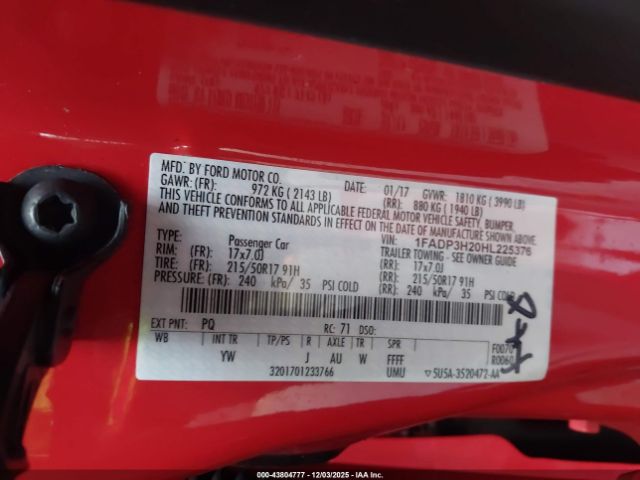 MFD. BY FORD MOTOR CO.
DATE: 01/17 GVWR: 1810 KG ( 3990 LB)
GAWR: (FR): 972 KG ( 2143 LB) (RR): 880 KG ( 1940 LB)
THIS VEHICLE CONFORMS TO ALL APPLICABLE FEDERAL MOTOR VEHICLE SAFETY, BUMPER,
AND THEFT PREVENTION STANDARDS IN EFFECT ON THE DATE OF MANUFACTURE SHOWN ABOVE.
VIN: 1FADP3H20HL225376
TYPE: Passenger Car TRAILER TOWING - SEE OWNER GUIDE
RIM: (FR): 17x7.0J (RR): 17x7.0J
TIRE: (FR): 215/50R17 91H (RR): 215/50R17 91H
PRESSURE: (FR): 240 kPa/ 35 PSI COLD (RR): 240 kPa/ 35 PSI COLD
EXT PNT: PQ RC: 71 DSO:
WB INT TR TP/PS R AXLE TR SPR F0070
YW J AU W FFFF R0060
3201701233766 UMU ▽5U5A-3520472-AA
000-43804777 - 12/03/2025 - IAA Inc.